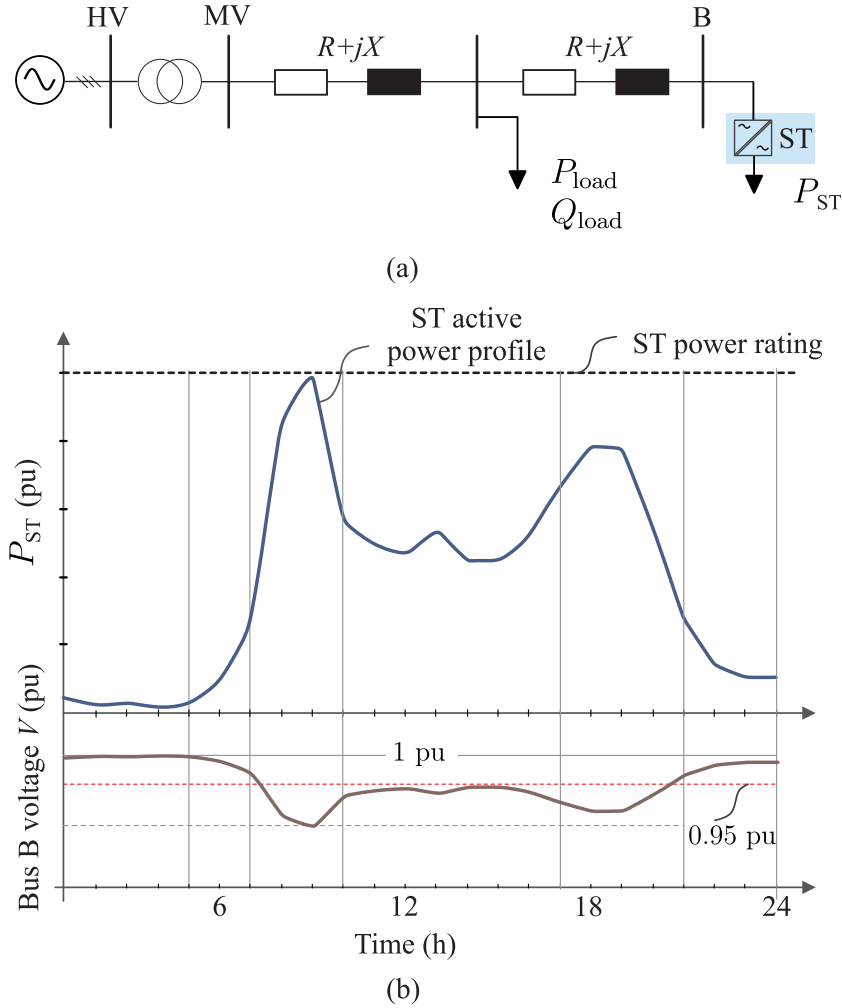 HV
MV
R+jX
R+jX
B
ST
P_load
Q_load
P_ST
(a)
ST active
power profile
ST power rating
P_ST (pu)
Bus B voltage V (pu)
1 pu
0.95 pu
6
12
18
24
Time (h)
(b)